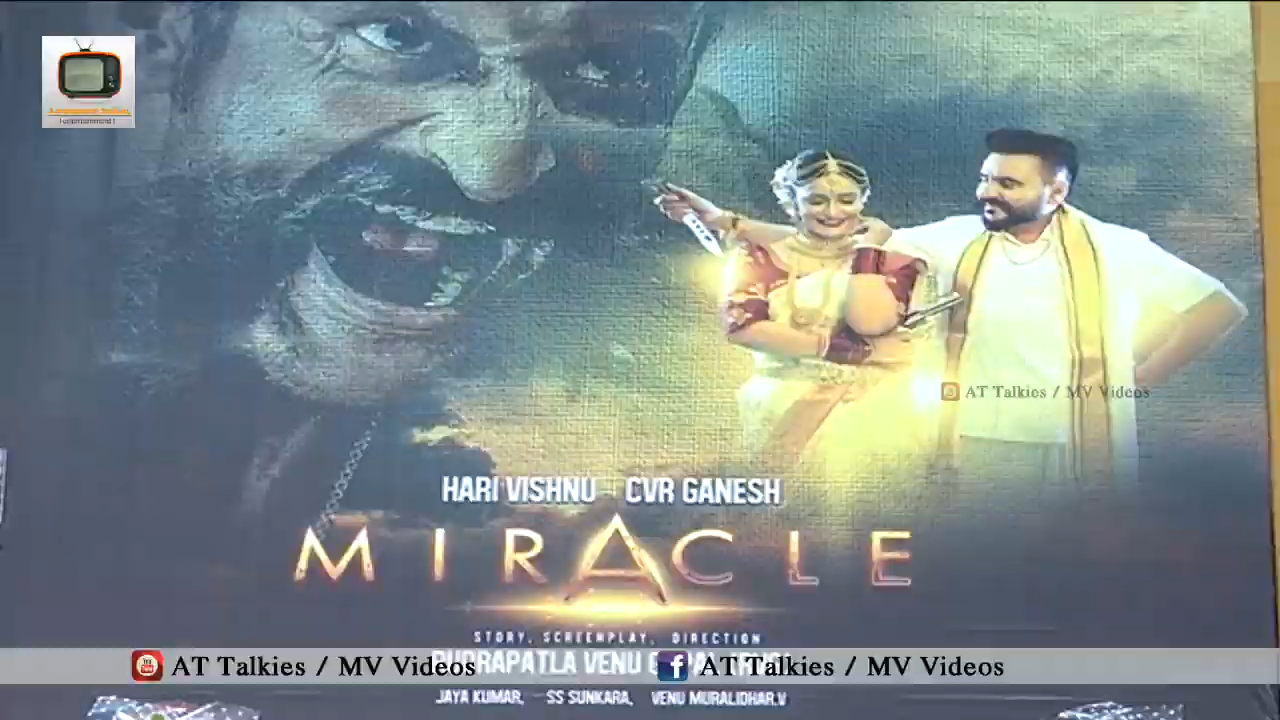 AT Talkies / MV Videos
HARI VISHNU CVR GANESH
MIRACLE
STORY, SCREENPLAY, DIRECTION
VENU
AT Talkies / MV Videos
AT Talkies / MV Videos
JAYA KUMAR, SS SUNKARA, VENU MURALIDHAR.V